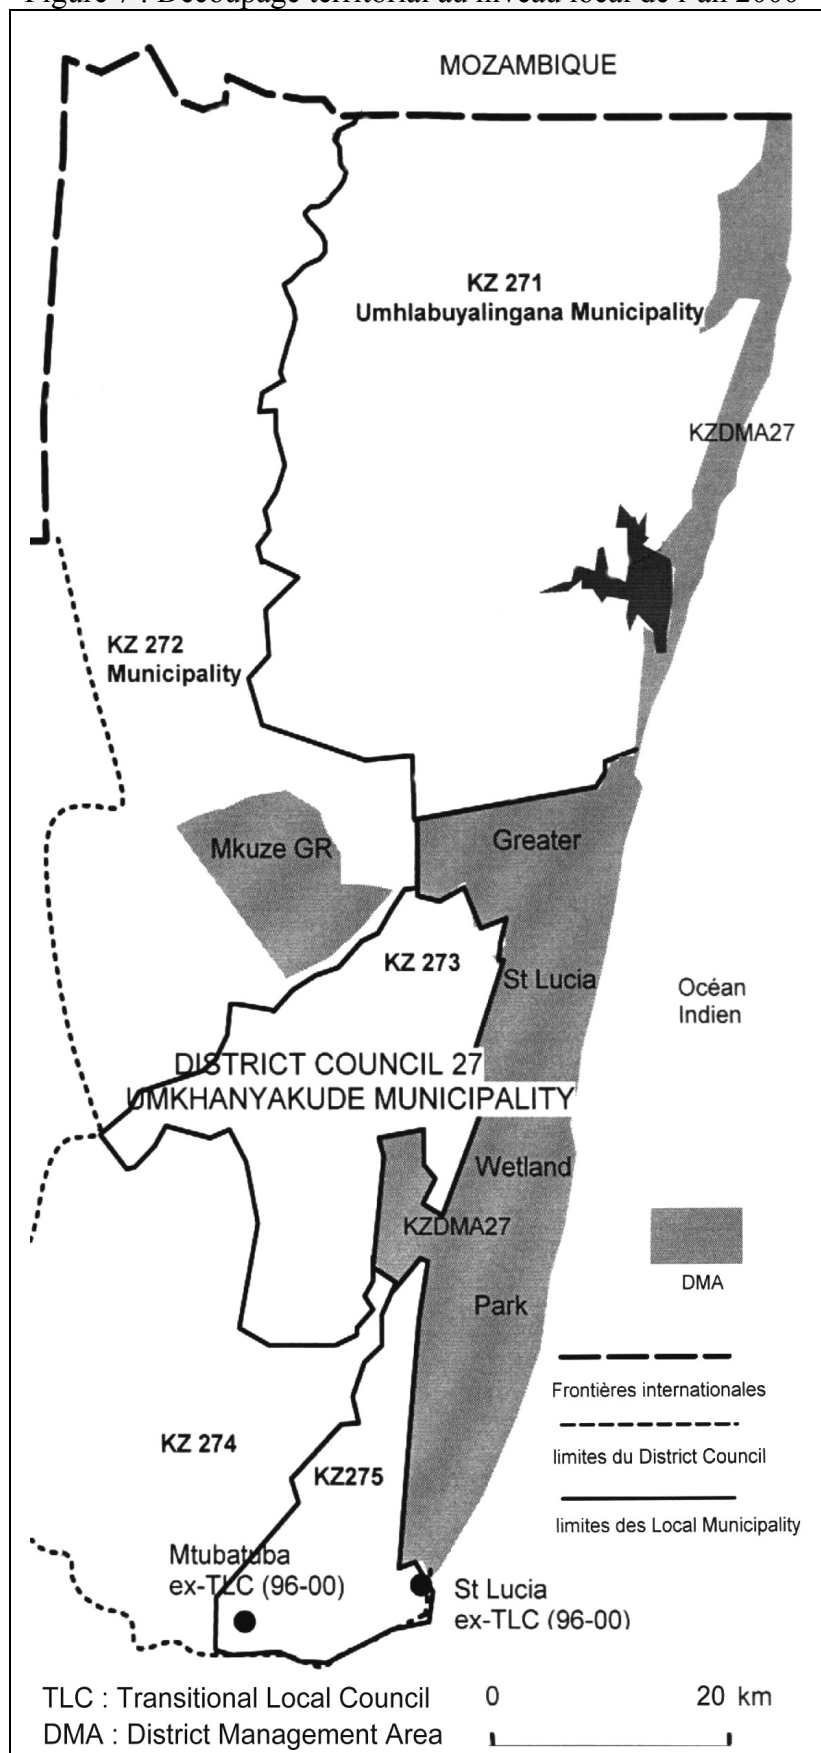 Figure 7 : Découpage territorial au niveau local de l'an 2000
MOZAMBIQUE
KZ 271
Umhlabuyalingana Municipality
KZDMA27
KZ 272
Municipality
Mkuze GR
Greater
KZ 273
St Lucia
Océan
Indien
DISTRICT COUNCIL 27
UMKHANYAKUDE MUNICIPALITY
Wetland
KZDMA27
DMA
Park
Frontières internationales
KZ 274
limites du District Council
KZ275
limites des Local Municipality
Mtubatuba
ex-TLC (96-00)
St Lucia
ex-TLC (96-00)
TLC : Transitional Local Council
0 20 km
DMA : District Management Area